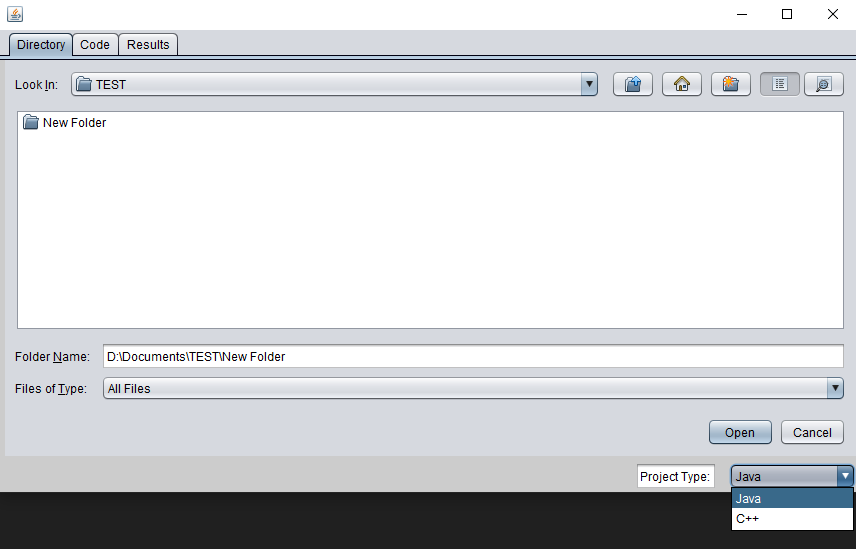 Directory Code Results
Look In: TEST
New Folder
Folder Name: D:\Documents\TEST\New Folder
Files of Type: All Files
Open Cancel
Project Type: Java
Java
C++